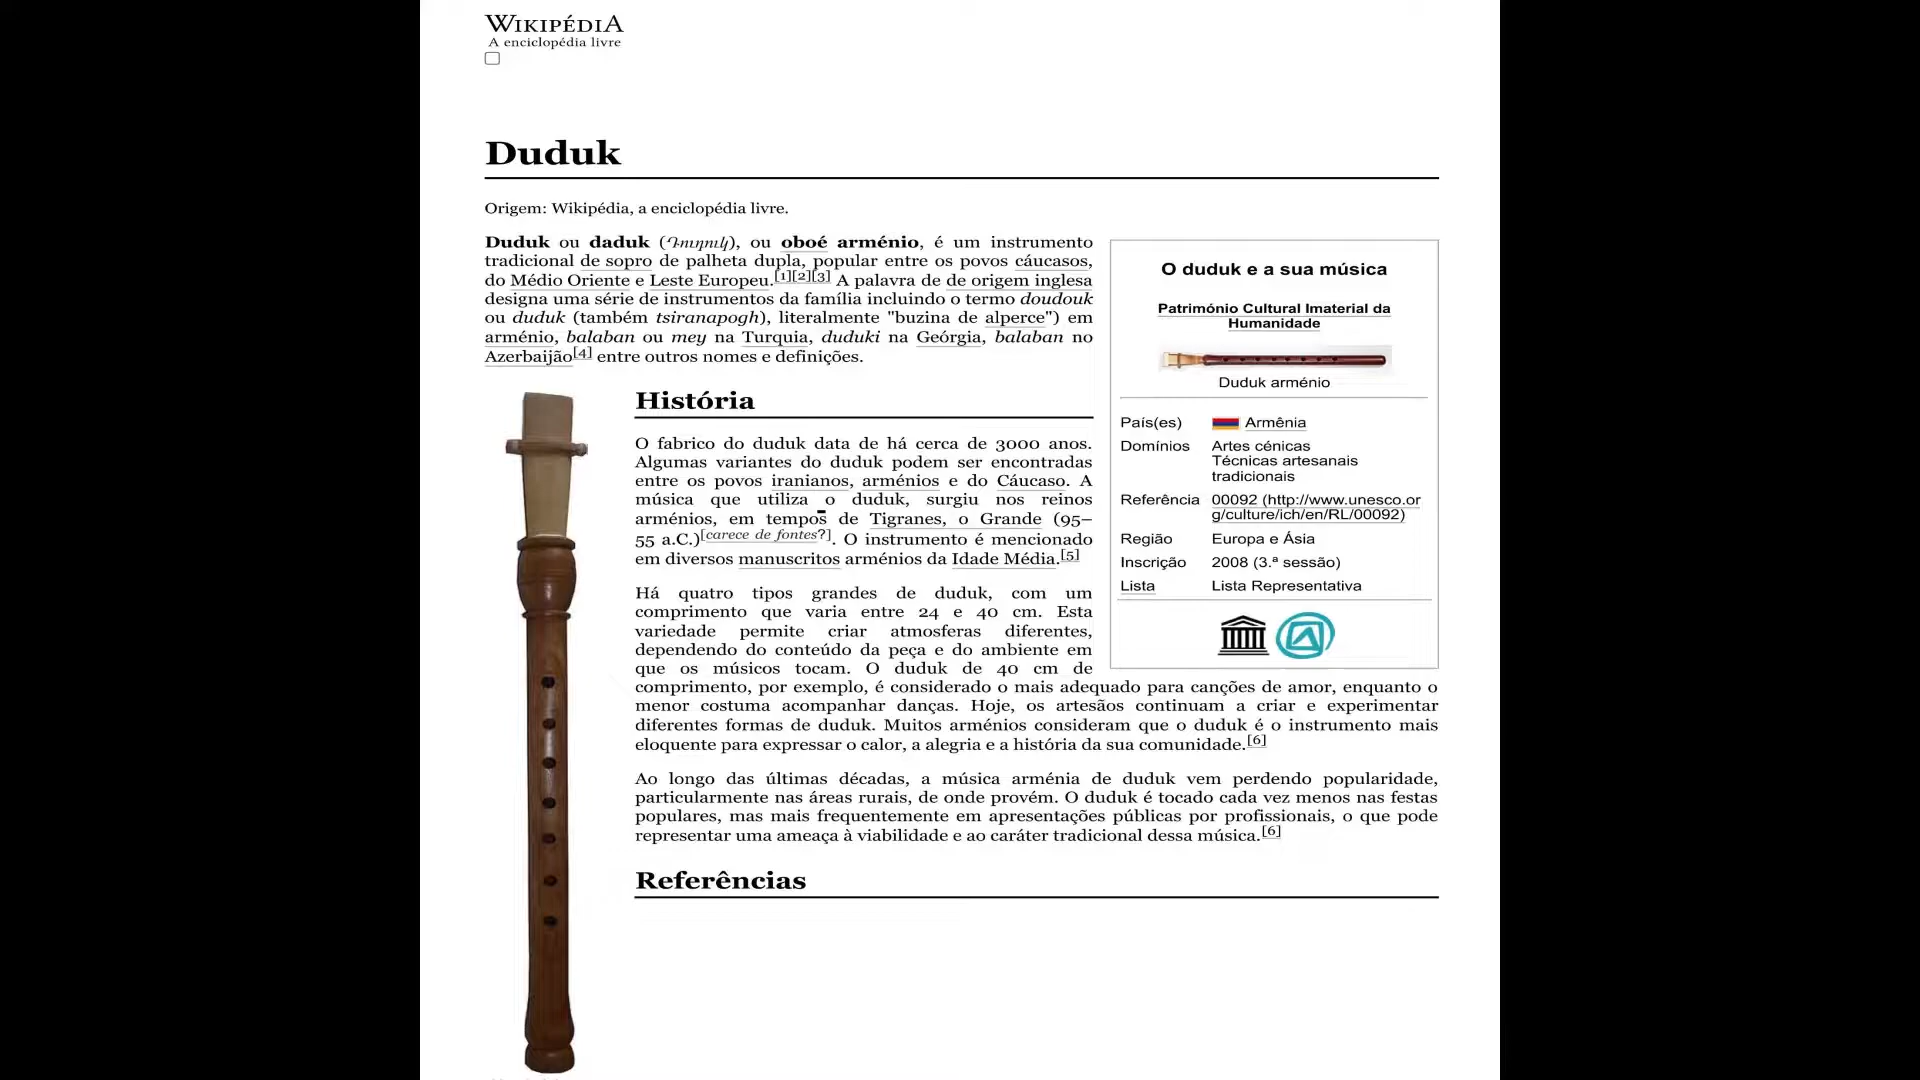 WIKIPÉDIA
A enciclopédia livre
Duduk
Origem: Wikipédia, a enciclopédia livre.
Duduk ou daduk (Դուդուկ), ou oboé arménio, é um instrumento
tradicional de sopro de palheta dupla, popular entre os povos cáucasos,
do Médio Oriente e Leste Europeu.[1][2][3] A palavra de de origem inglesa
designa uma série de instrumentos da família incluindo o termo doudouk
ou duduk (também tsiranapogh), literalmente "buzina de alperce") em
arménio, balaban ou mey na Turquia, duduki na Geórgia, balaban no
Azerbaijão[4] entre outros nomes e definições.
O duduk e a sua música
Património Cultural Imaterial da
Humanidade
Duduk arménio
País(es) Armênia
Domínios Artes cénicas
Técnicas artesanais
tradicionais
Referência 00092 (http://www.unesco.or
g/culture/ich/en/RL/00092)
Região Europa e Ásia
Inscrição 2008 (3.ª sessão)
Lista Lista Representativa
História
O fabrico do duduk data de há cerca de 3000 anos.
Algumas variantes do duduk podem ser encontradas
entre os povos iranianos, arménios e do Cáucaso. A
música que utiliza o duduk, surgiu nos reinos
arménios, em tempos de Tigranes, o Grande (95–
55 a.C.)[carece de fontes?]. O instrumento é mencionado
em diversos manuscritos arménios da Idade Média.[5]
Há quatro tipos grandes de duduk, com um
comprimento que varia entre 24 e 40 cm. Esta
variedade permite criar atmosferas diferentes,
dependendo do conteúdo da peça e do ambiente em
que os músicos tocam. O duduk de 40 cm de
comprimento, por exemplo, é considerado o mais adequado para canções de amor, enquanto o
menor costuma acompanhar danças. Hoje, os artesãos continuam a criar e experimentar
diferentes formas de duduk. Muitos arménios consideram que o duduk é o instrumento mais
eloquente para expressar o calor, a alegria e a história da sua comunidade.[6]
Ao longo das últimas décadas, a música arménia de duduk vem perdendo popularidade,
particularmente nas áreas rurais, de onde provém. O duduk é tocado cada vez menos nas festas
populares, mas mais frequentemente em apresentações públicas por profissionais, o que pode
representar uma ameaça à viabilidade e ao caráter tradicional dessa música.[6]
Referências